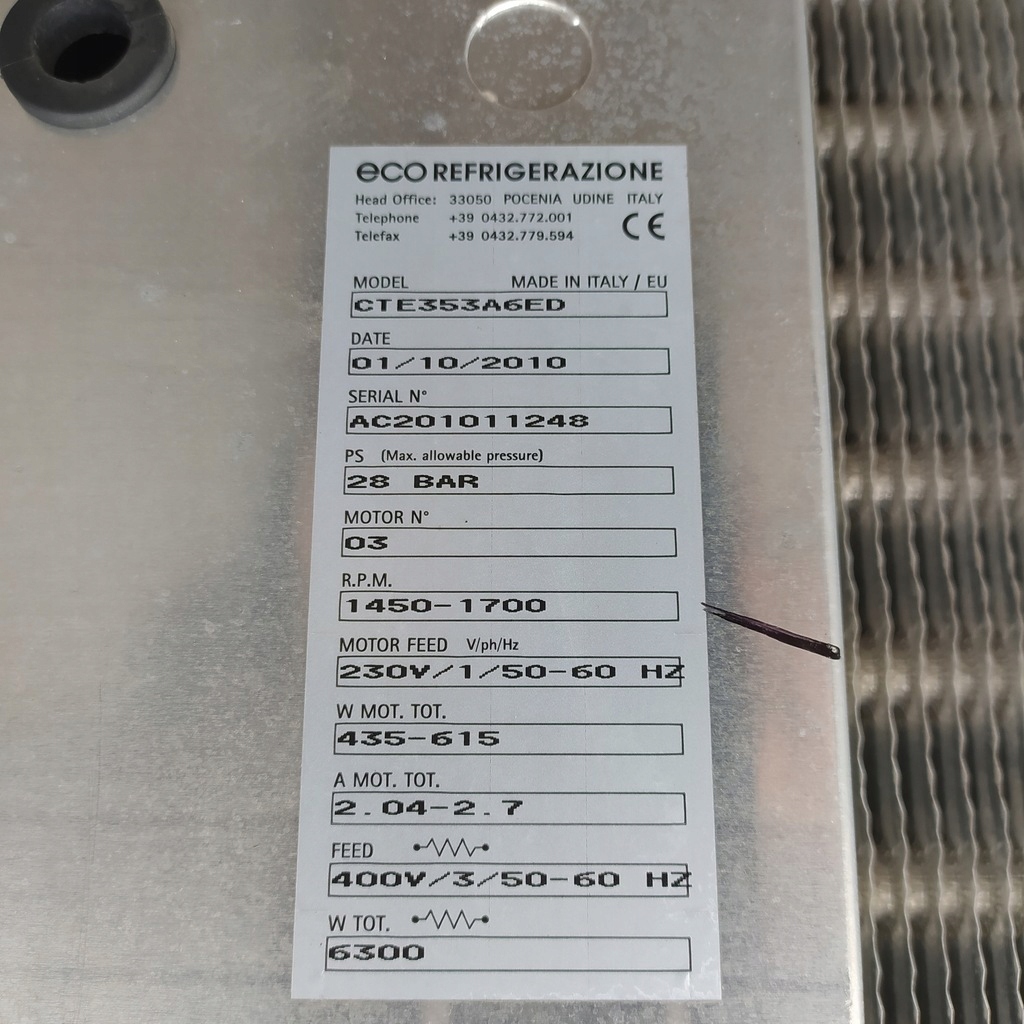 eco REFRIGERAZIONE
Head Office: 33050 POCENIA UDINE ITALY
Telephone +39 0432.772.001
Telefax +39 0432.779.594
CE
MODEL MADE IN ITALY / EU
CTE353A6ED
DATE
01/10/2010
SERIAL N°
AC201011248
PS (Max. allowable pressure)
28 BAR
MOTOR N°
03
R.P.M.
1450-1700
MOTOR FEED V/ph/Hz
230V/1/50-60 HZ
W MOT. TOT.
435-615
A MOT. TOT.
2.04-2.7
FEED
400V/3/50-60 HZ
W TOT.
6300